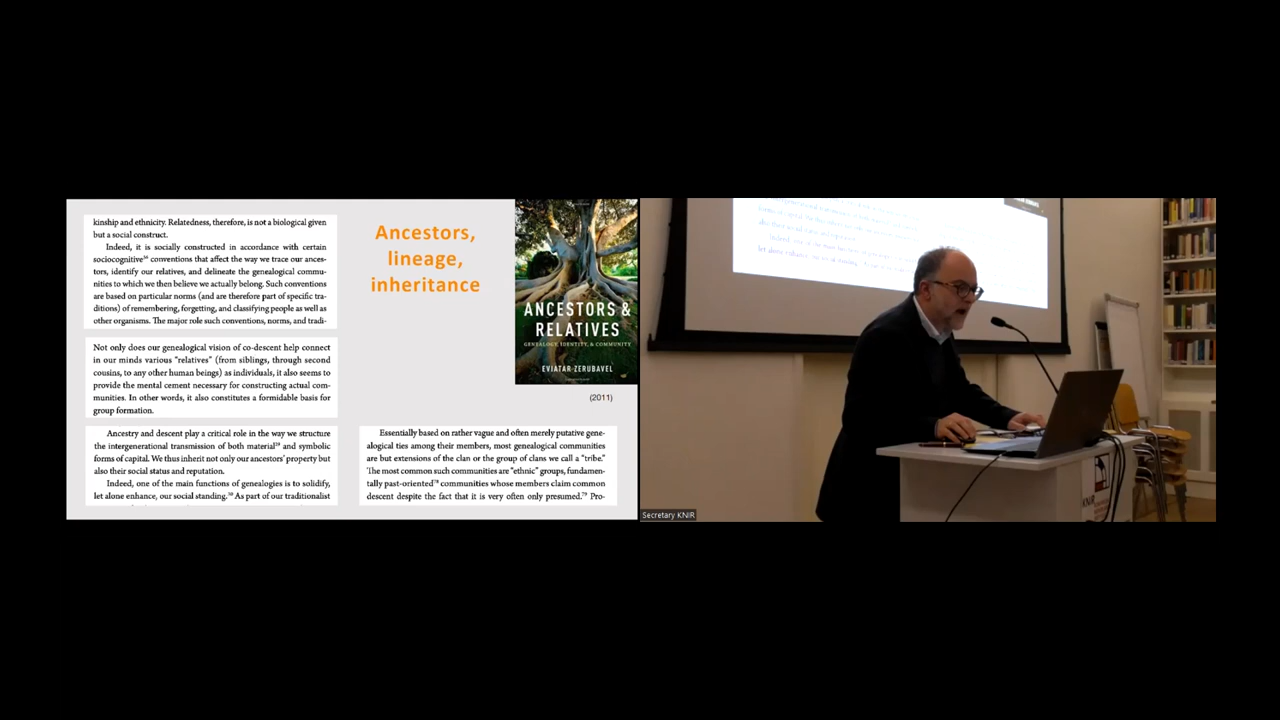 kinship and ethnicity. Relatedness, therefore, is not a biological given
but a social construct.
Indeed, it is socially constructed in accordance with certain
sociocognitive¹⁶ conventions that affect the way we trace our ances-
tors, identify our relatives, and delineate the genealogical commu-
nities to which we then believe we actually belong. Such conventions
are based on particular norms (and are therefore part of specific tra-
ditions) of remembering, forgetting, and classifying people as well as
other organisms. The major role such conventions, norms, and tradi-
Not only does our genealogical vision of co-descent help connect
in our minds various "relatives" (from siblings, through second
cousins, to any other human beings) as individuals, it also seems to
provide the mental cement necessary for constructing actual com-
munities. In other words, it also constitutes a formidable basis for
group formation.
Ancestry and descent play a critical role in the way we structure
the intergenerational transmission of both material²⁹ and symbolic
forms of capital. We thus inherit not only our ancestors' property but
also their social status and reputation.
Indeed, one of the main functions of genealogies is to solidify,
let alone enhance, our social standing.³⁰ As part of our traditionalist
Ancestors,
lineage,
inheritance
ANCESTORS &
RELATIVES
GENEALOGY, IDENTITY, & COMMUNITY
EVIATAR ZERUBAVEL
(2011)
Essentially based on rather vague and often merely putative gene-
alogical ties among their members, most genealogical communities
are but extensions of the clan or the group of clans we call a "tribe."
The most common such communities are "ethnic" groups, fundamen-
tally past-oriented⁷⁸ communities whose members claim common
descent despite the fact that it is very often only presumed.⁷⁹ Pro-
Secretary KNIR
KNIR